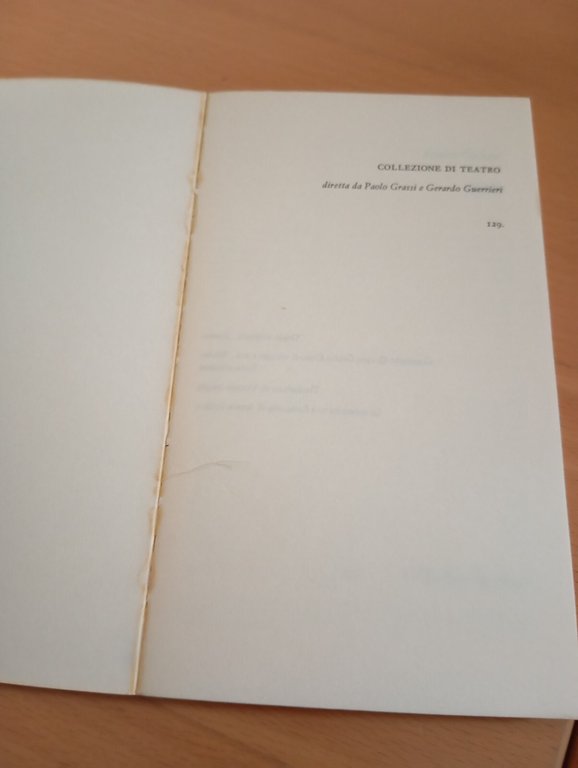 COLLEZIONE DI TEATRO
diretta da Paolo Grassi e Gerardo Guerrieri
129.